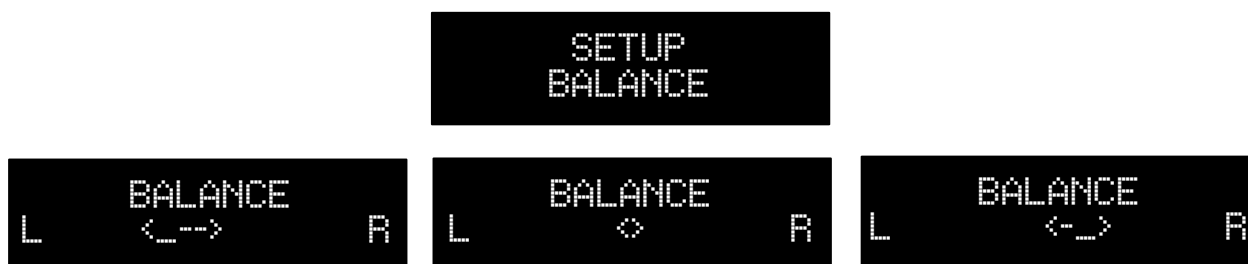 SETUP
BALANCE
BALANCE
L <_--> R
BALANCE
L <> R
BALANCE
L <-_> R